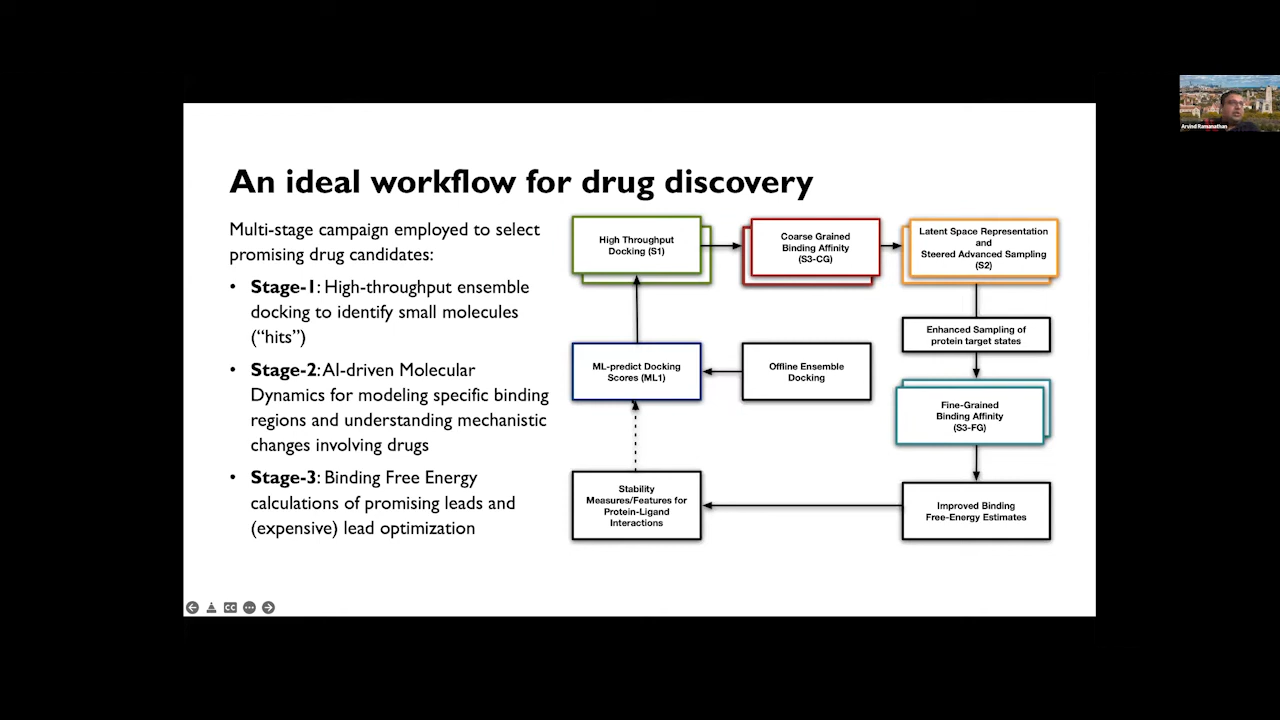 An ideal workflow for drug discovery
Multi-stage campaign employed to select
promising drug candidates:
• Stage-1: High-throughput ensemble
docking to identify small molecules
(“hits”)
• Stage-2: AI-driven Molecular
Dynamics for modeling specific binding
regions and understanding mechanistic
changes involving drugs
• Stage-3: Binding Free Energy
calculations of promising leads and
(expensive) lead optimization
High Throughput
Docking (S1)
Coarse Grained
Binding Affinity
(S3-CG)
Latent Space Representation
and
Steered Advanced Sampling
(S2)
Enhanced Sampling of
protein target states
ML-predict Docking
Scores (ML1)
Offline Ensemble
Docking
Fine-Grained
Binding Affinity
(S3-FG)
Stability
Measures/Features for
Protein-Ligand
Interactions
Improved Binding
Free-Energy Estimates
CC
Arvind Ramanathan